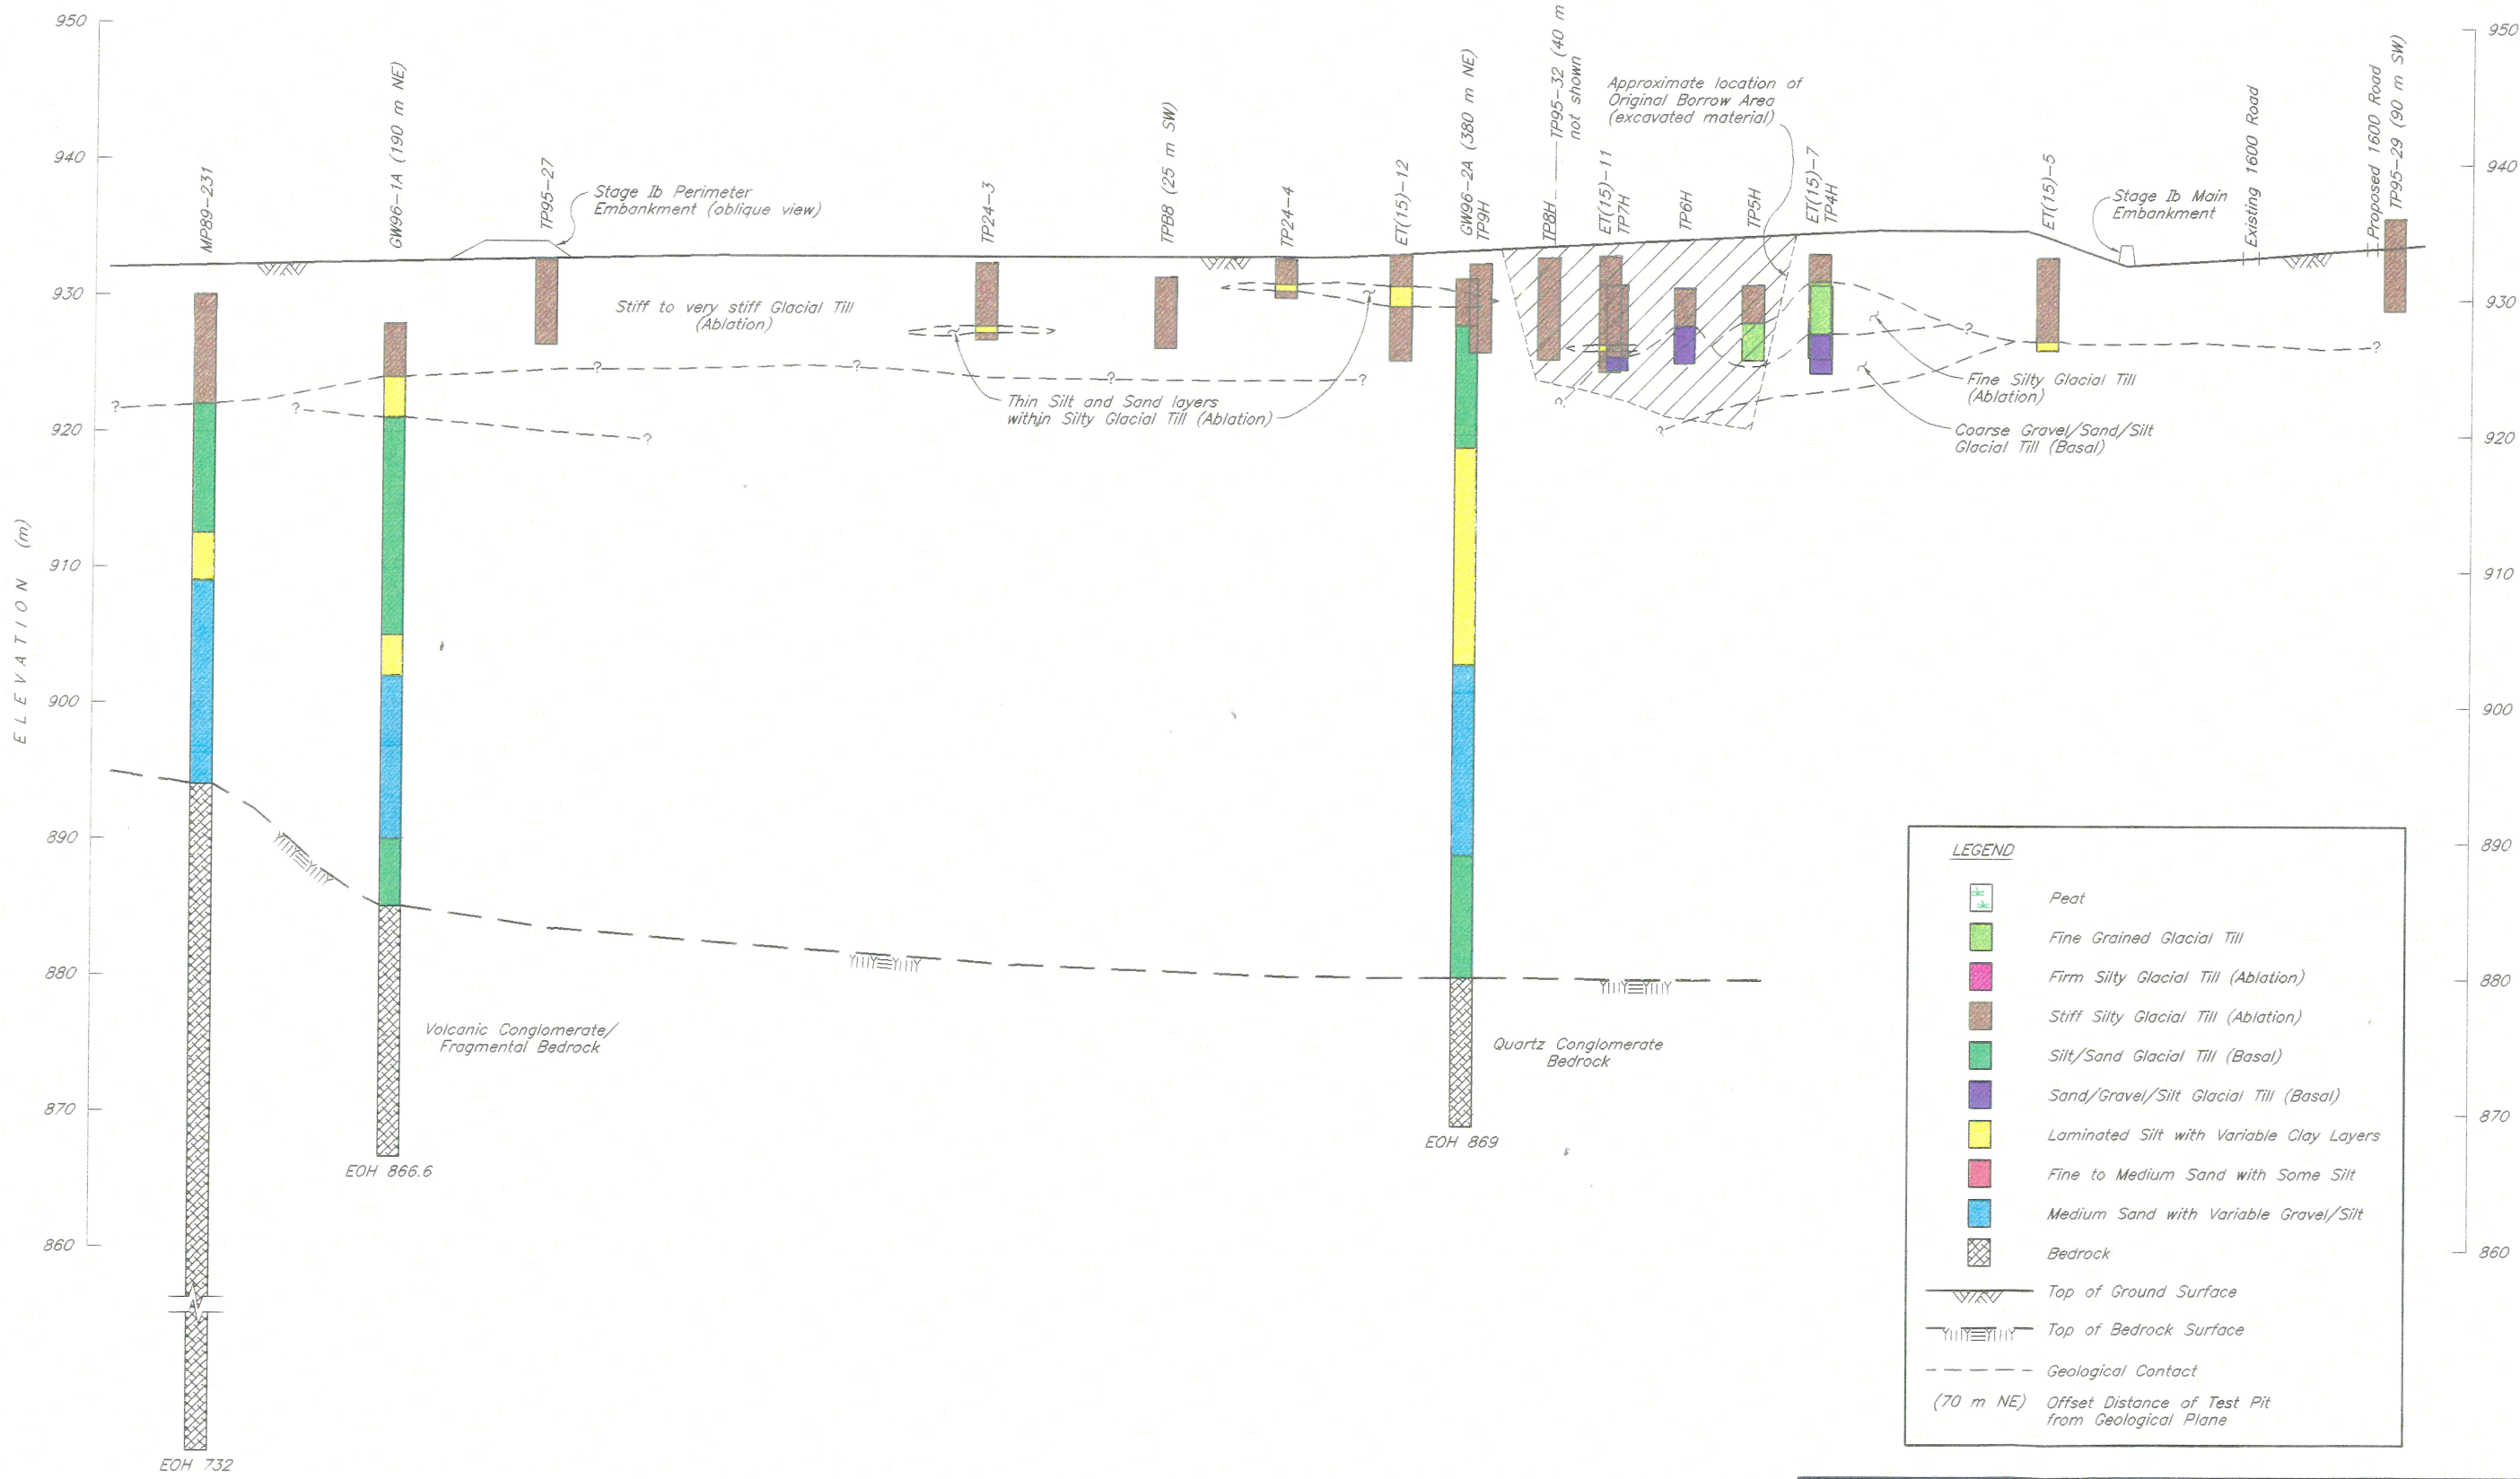 950
940
930
920
910
900
890
880
870
860
ELEVATION (m)
MP89-231
GW96-1A (190 m NE)
TP95-27
Stage Ib Perimeter
Embankment (oblique view)
TP24-3
TPB8 (25 m SW)
TP24-4
ET(15)-12
GW96-2A (380 m NE)
TP9H
TP8H
TP95-32 (40 m
not shown
ET(15)-11
TP7H
TP6H
TP5H
Approximate location of
Original Borrow Area
(excavated material)
ET(15)-7
TP4H
ET(15)-5
Stage Ib Main
Embankment
Existing 1600 Road
Proposed 1600 Road
TP95-29 (90 m SW)
950
940
930
920
910
900
890
880
870
860
Stiff to very stiff Glacial Till
(Ablation)
Thin Silt and Sand layers
within Silty Glacial Till (Ablation)
Fine Silty Glacial Till
(Ablation)
Coarse Gravel/Sand/Silt
Glacial Till (Basal)
?
?
?
?
?
?
?
?
?
?
?
?
Volcanic Conglomerate/
Fragmental Bedrock
Quartz Conglomerate
Bedrock
EOH 866.6
EOH 869
EOH 732
LEGEND
Peat
Fine Grained Glacial Till
Firm Silty Glacial Till (Ablation)
Stiff Silty Glacial Till (Ablation)
Silt/Sand Glacial Till (Basal)
Sand/Gravel/Silt Glacial Till (Basal)
Laminated Silt with Variable Clay Layers
Fine to Medium Sand with Some Silt
Medium Sand with Variable Gravel/Silt
Bedrock
Top of Ground Surface
Top of Bedrock Surface
Geological Contact
(70 m NE) Offset Distance of Test Pit
from Geological Plane